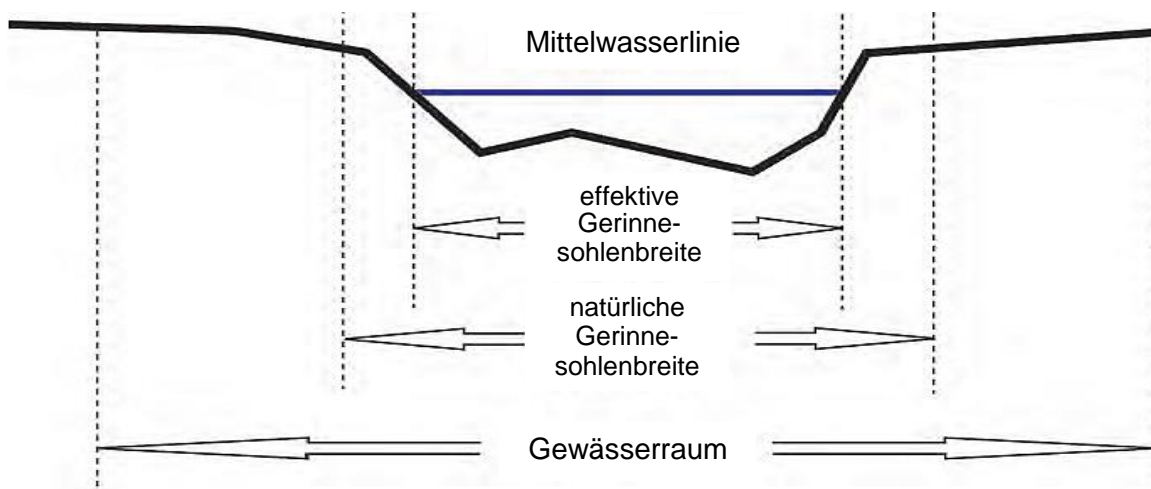 Mittelwasserlinie
effektive
Gerinne-
sohlenbreite
natürliche
Gerinne-
sohlenbreite
Gewässerraum